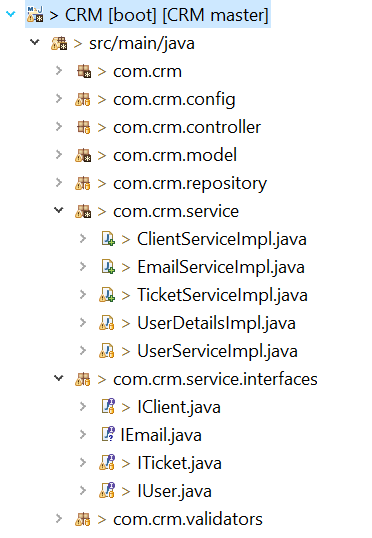 > CRM [boot] [CRM master]
> src/main/java
> com.crm
> com.crm.config
> com.crm.controller
> com.crm.model
> com.crm.repository
> com.crm.service
> ClientServiceImpl.java
> EmailServiceImpl.java
> TicketServiceImpl.java
> UserDetailsImpl.java
> UserServiceImpl.java
> com.crm.service.interfaces
> IClient.java
IEmail.java
> ITicket.java
> IUser.java
> com.crm.validators